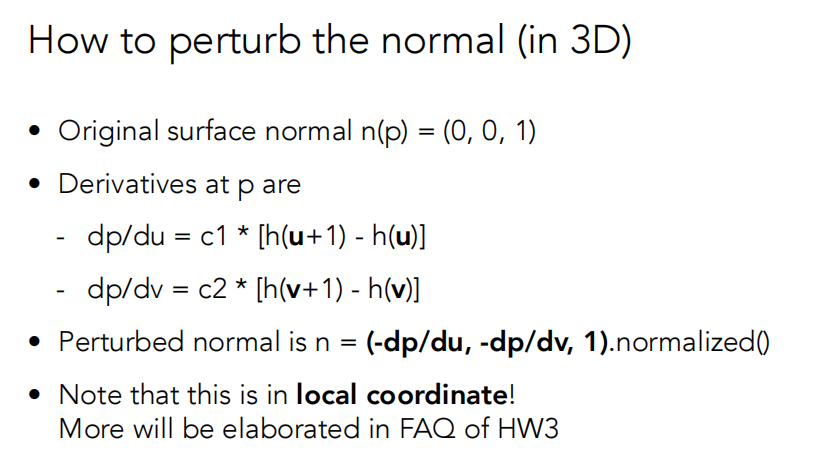 How to perturb the normal (in 3D)
• Original surface normal n(p) = (0, 0, 1)
• Derivatives at p are
- dp/du = c1 * [h(u+1) - h(u)]
- dp/dv = c2 * [h(v+1) - h(v)]
• Perturbed normal is n = (-dp/du, -dp/dv, 1).normalized()
• Note that this is in local coordinate!
More will be elaborated in FAQ of HW3